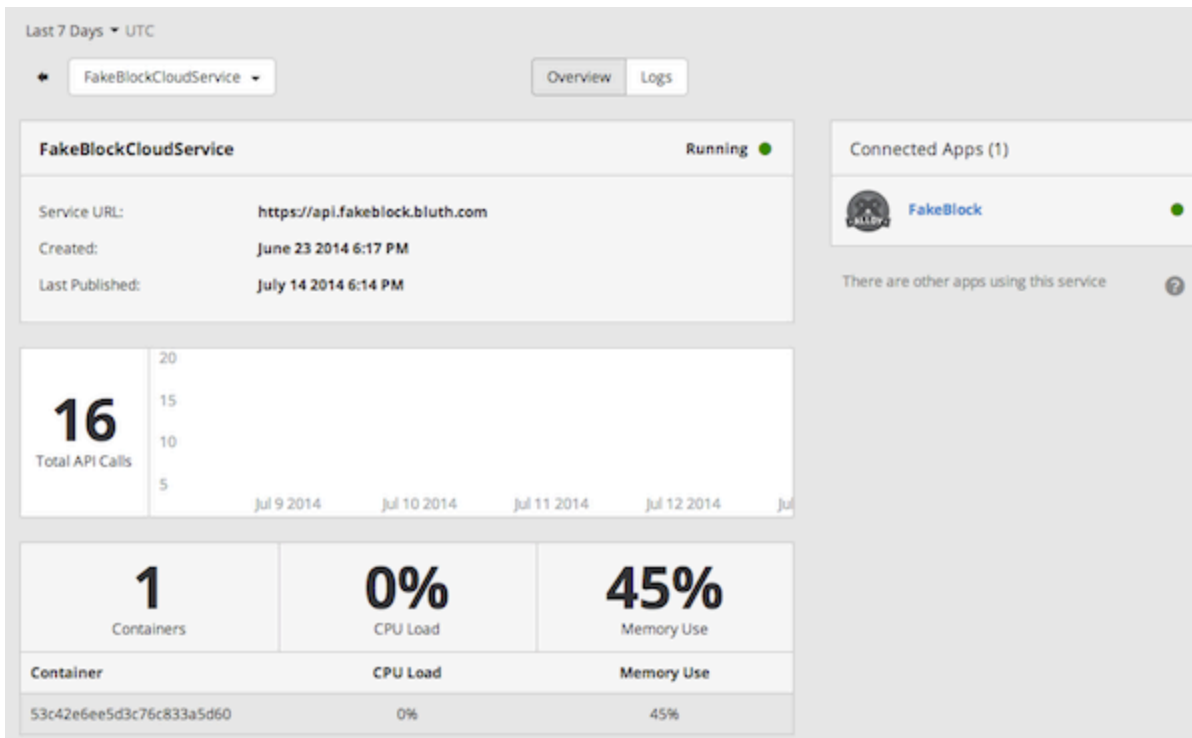 Last 7 Days UTC
FakeBlockCloudService
Overview Logs
FakeBlockCloudService Running
Service URL: https://api.fakeblock.bluth.com
Created: June 23 2014 6:17 PM
Last Published: July 14 2014 6:14 PM
Connected Apps (1)
ALLOY
FakeBlock
There are other apps using this service ?
16
Total API Calls
20
15
10
5
Jul 9 2014 Jul 10 2014 Jul 11 2014 Jul 12 2014 Jul
1 0% 45%
Containers CPU Load Memory Use
Container CPU Load Memory Use
53c42e6ee5d3c76c833a5d60 0% 45%